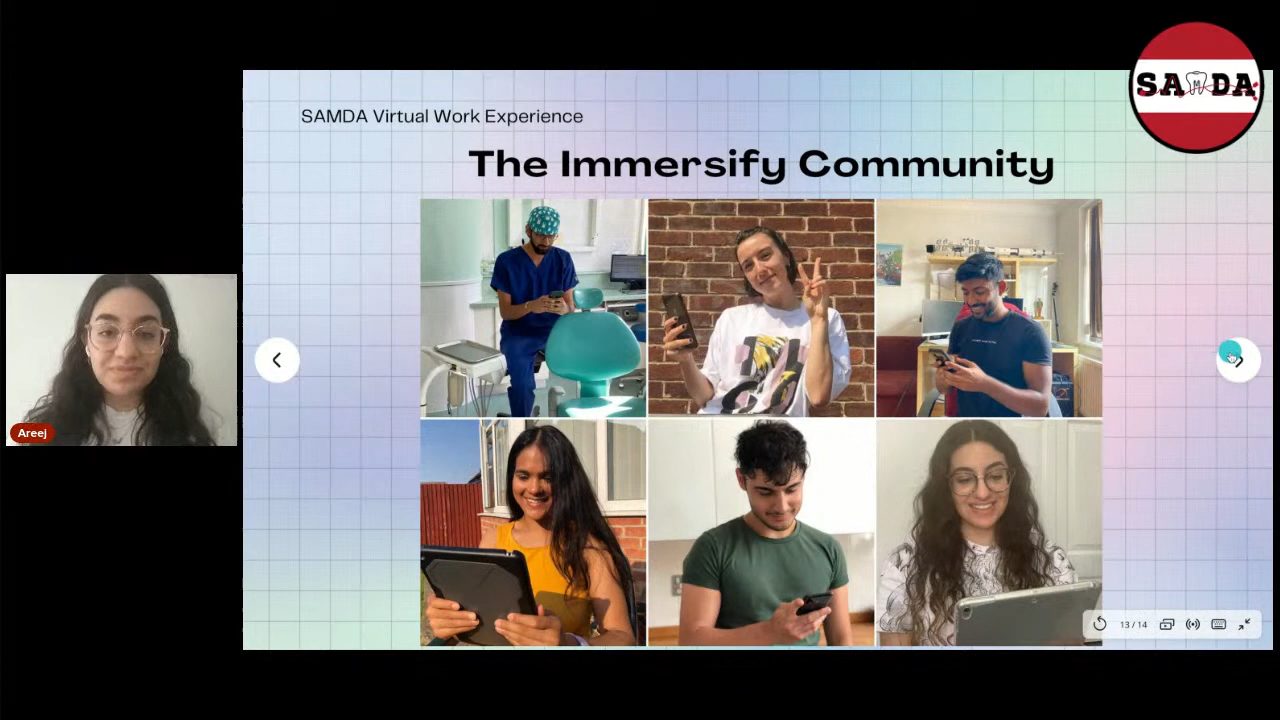 SAMDA
SAMDA Virtual Work Experience
The Immersify Community
Areej
13 / 14